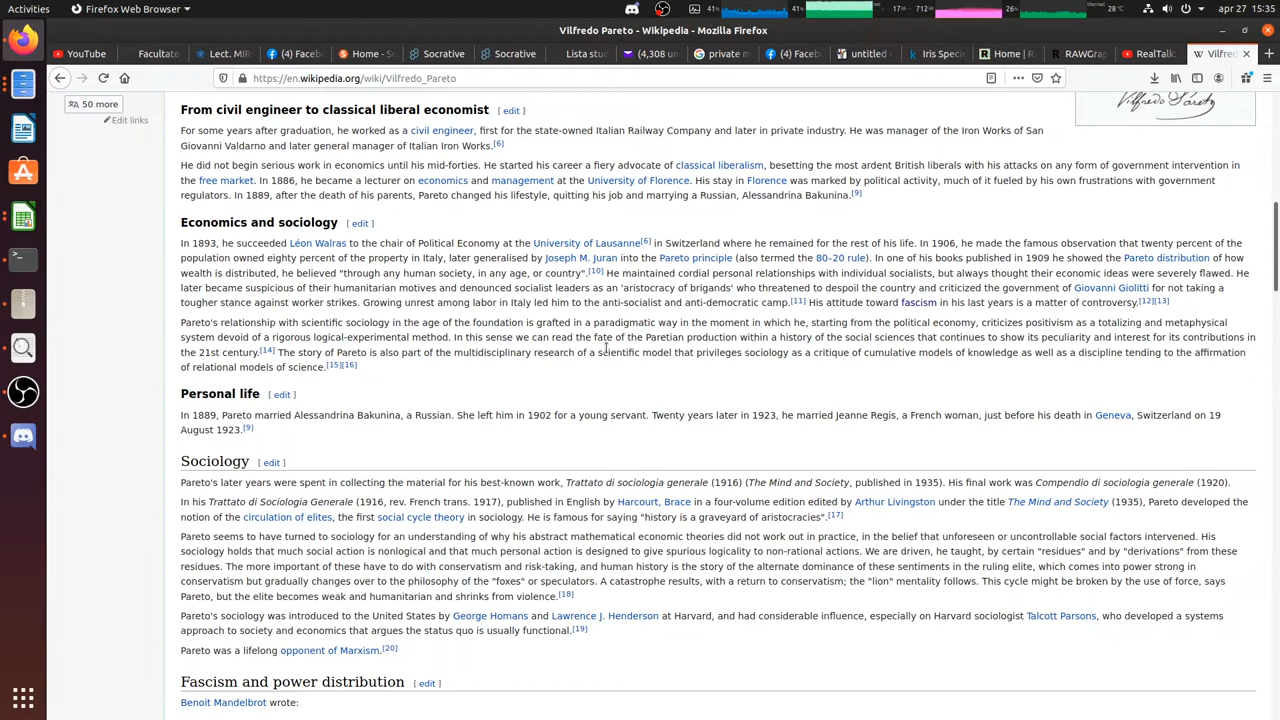 Activities
Firefox Web Browser
41%
41%
26%
28°C
apr 27 15:35
Vilfredo Pareto - Wikipedia - Mozilla Firefox
YouTube
Facultate
Lect. MIR
(4) Faceb
Home - S
Socrative
Socrative
Lista stu
(4,308 un
private m
(4) Faceb
untitled
Iris Specie
Home | R
RAWGrap
RealTalk:
Vilfred
https://en.wikipedia.org/wiki/Vilfredo_Pareto
50 more
Edit links
Vilfredo Pareto
From civil engineer to classical liberal economist [ edit ]
For some years after graduation, he worked as a civil engineer, first for the state-owned Italian Railway Company and later in private industry. He was manager of the Iron Works of San
Giovanni Valdarno and later general manager of Italian Iron Works.[6]
He did not begin serious work in economics until his mid-forties. He started his career a fiery advocate of classical liberalism, besetting the most ardent British liberals with his attacks on any form of government intervention in
the free market. In 1886, he became a lecturer on economics and management at the University of Florence. His stay in Florence was marked by political activity, much of it fueled by his own frustrations with government
regulators. In 1889, after the death of his parents, Pareto changed his lifestyle, quitting his job and marrying a Russian, Alessandrina Bakunina.[9]
Economics and sociology [ edit ]
In 1893, he succeeded Léon Walras to the chair of Political Economy at the University of Lausanne[6] in Switzerland where he remained for the rest of his life. In 1906, he made the famous observation that twenty percent of the
population owned eighty percent of the property in Italy, later generalised by Joseph M. Juran into the Pareto principle (also termed the 80–20 rule). In one of his books published in 1909 he showed the Pareto distribution of how
wealth is distributed, he believed "through any human society, in any age, or country".[10] He maintained cordial personal relationships with individual socialists, but always thought their economic ideas were severely flawed. He
later became suspicious of their humanitarian motives and denounced socialist leaders as an 'aristocracy of brigands' who threatened to despoil the country and criticized the government of Giovanni Giolitti for not taking a
tougher stance against worker strikes. Growing unrest among labor in Italy led him to the anti-socialist and anti-democratic camp.[11] His attitude toward fascism in his last years is a matter of controversy.[12][13]
Pareto's relationship with scientific sociology in the age of the foundation is grafted in a paradigmatic way in the moment in which he, starting from the political economy, criticizes positivism as a totalizing and metaphysical
system devoid of a rigorous logical-experimental method. In this sense we can read the fate of the Paretian production within a history of the social sciences that continues to show its peculiarity and interest for its contributions in
the 21st century.[14] The story of Pareto is also part of the multidisciplinary research of a scientific model that privileges sociology as a critique of cumulative models of knowledge as well as a discipline tending to the affirmation
of relational models of science.[15][16]
Personal life [ edit ]
In 1889, Pareto married Alessandrina Bakunina, a Russian. She left him in 1902 for a young servant. Twenty years later in 1923, he married Jeanne Regis, a French woman, just before his death in Geneva, Switzerland on 19
August 1923.[9]
Sociology [ edit ]
Pareto's later years were spent in collecting the material for his best-known work, Trattato di sociologia generale (1916) (The Mind and Society, published in 1935). His final work was Compendio di sociologia generale (1920).
In his Trattato di Sociologia Generale (1916, rev. French trans. 1917), published in English by Harcourt, Brace in a four-volume edition edited by Arthur Livingston under the title The Mind and Society (1935), Pareto developed the
notion of the circulation of elites, the first social cycle theory in sociology. He is famous for saying "history is a graveyard of aristocracies".[17]
Pareto seems to have turned to sociology for an understanding of why his abstract mathematical economic theories did not work out in practice, in the belief that unforeseen or uncontrollable social factors intervened. His
sociology holds that much social action is nonlogical and that much personal action is designed to give spurious logicality to non-rational actions. We are driven, he taught, by certain "residues" and by "derivations" from these
residues. The more important of these have to do with conservatism and risk-taking, and human history is the story of the alternate dominance of these sentiments in the ruling elite, which comes into power strong in
conservatism but gradually changes over to the philosophy of the "foxes" or speculators. A catastrophe results, with a return to conservatism; the "lion" mentality follows. This cycle might be broken by the use of force, says
Pareto, but the elite becomes weak and humanitarian and shrinks from violence.[18]
Pareto's sociology was introduced to the United States by George Homans and Lawrence J. Henderson at Harvard, and had considerable influence, especially on Harvard sociologist Talcott Parsons, who developed a systems
approach to society and economics that argues the status quo is usually functional.[19]
Pareto was a lifelong opponent of Marxism.[20]
Fascism and power distribution [ edit ]
Benoit Mandelbrot wrote: